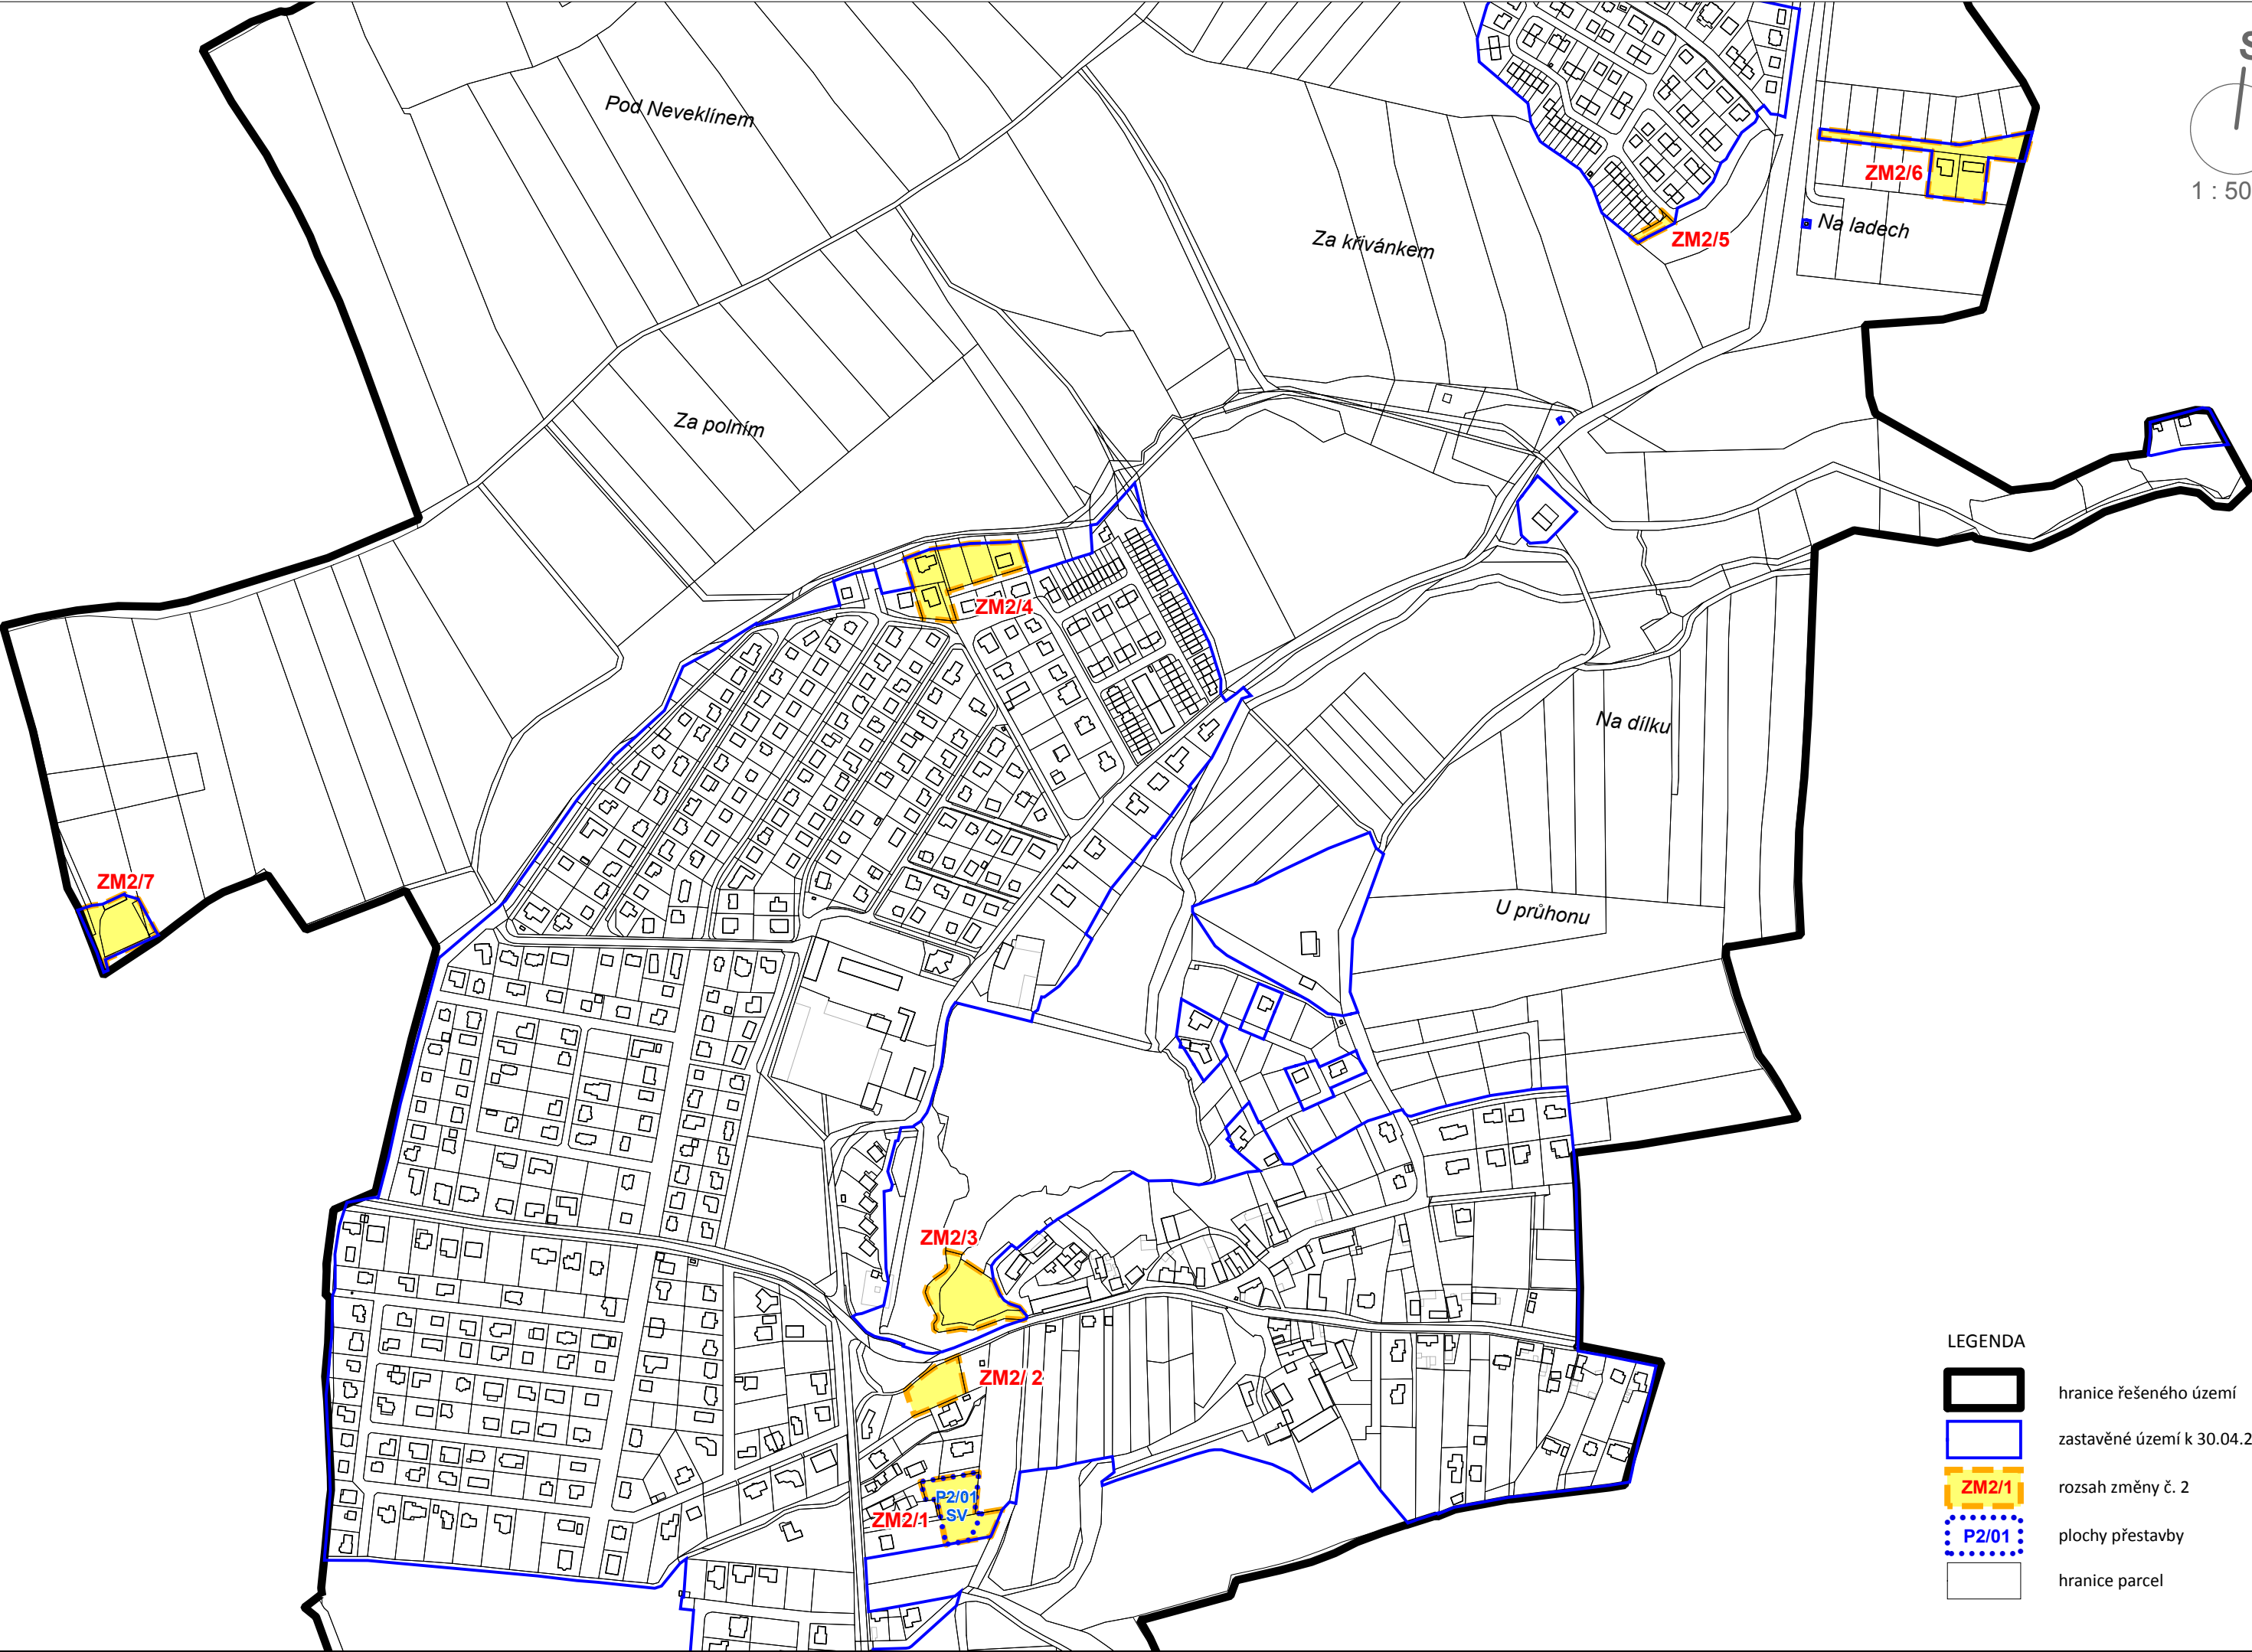 S
1 : 50
Pod Neveklínem
ZM2/6
Na ladech
ZM2/5
Za křivánkem
Za polním
ZM2/4
Na dílku
ZM2/7
U průhonu
ZM2/3
ZM2/ 2
P2/01
SV
ZM2/1
LEGENDA
hranice řešeného území
zastavěné území k 30.04.2
ZM2/1 rozsah změny č. 2
P2/01 plochy přestavby
hranice parcel